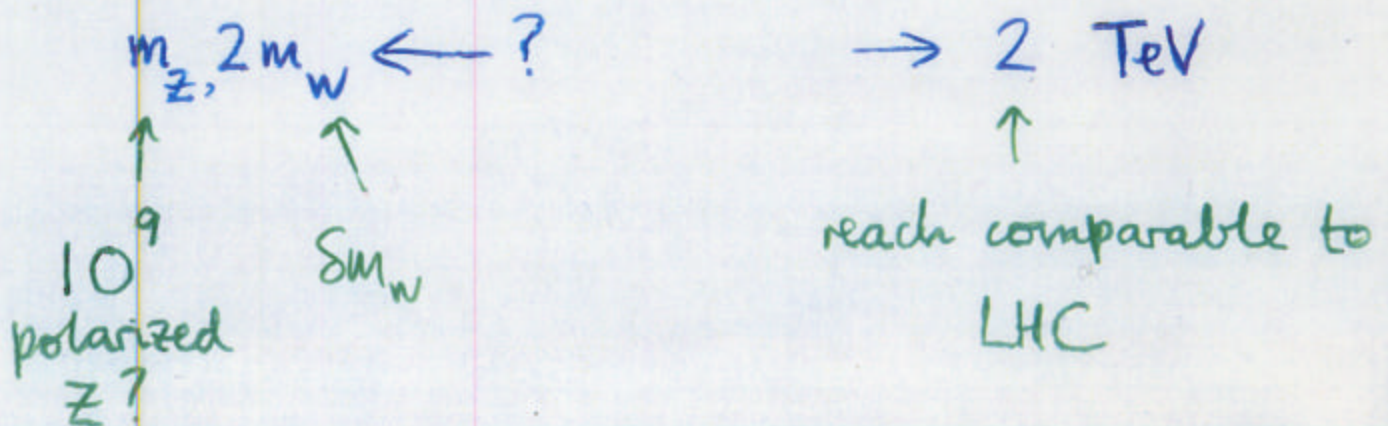 m_Z, 2m_W ← ? → 2 TeV
↑ ↑ ↑
10^9 δm_W reach comparable to
polarized LHC
Z?